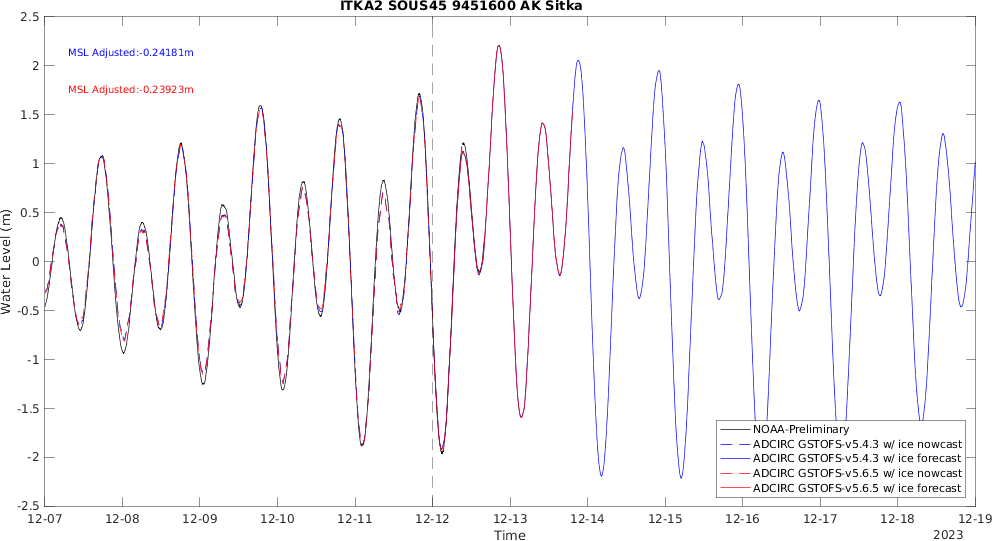 ITKA2 SOUS45 9451600 AK Sitka
MSL Adjusted:-0.24181m
MSL Adjusted:-0.23923m
Water Level (m)
2.5
2
1.5
1
0.5
0
-0.5
-1
-1.5
-2
-2.5
NOAA-Preliminary
ADCIRC GSTOFS-v5.4.3 w/ ice nowcast
ADCIRC GSTOFS-v5.4.3 w/ ice forecast
ADCIRC GSTOFS-v5.6.5 w/ ice nowcast
ADCIRC GSTOFS-v5.6.5 w/ ice forecast
12-07 12-08 12-09 12-10 12-11 12-12 12-13 12-14 12-15 12-16 12-17 12-18 12-19
Time
2023